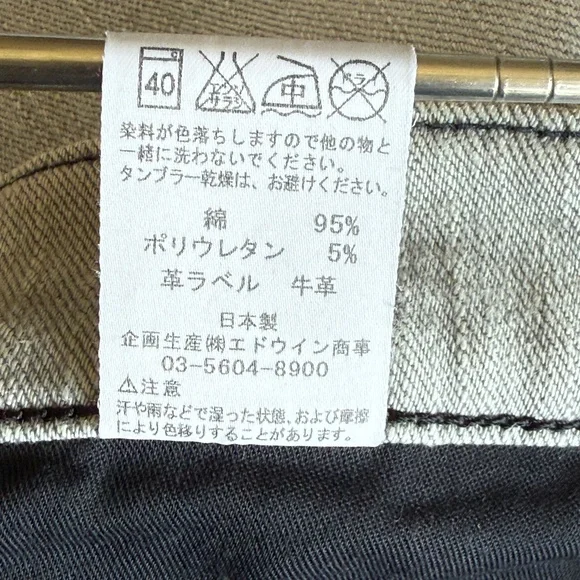 40 エンソ サラシ 中 ドライ
染料が色落ちしますので他の物と
一緒に洗わないでください。
タンブラー乾燥は、お避けください。
綿 95%
ポリウレタン 5%
革ラベル 牛革
日本製
企画生産㈱エドウイン商事
03-5604-8900
⚠注意
汗や雨などで湿った状態、および摩擦
により色移りすることがあります。